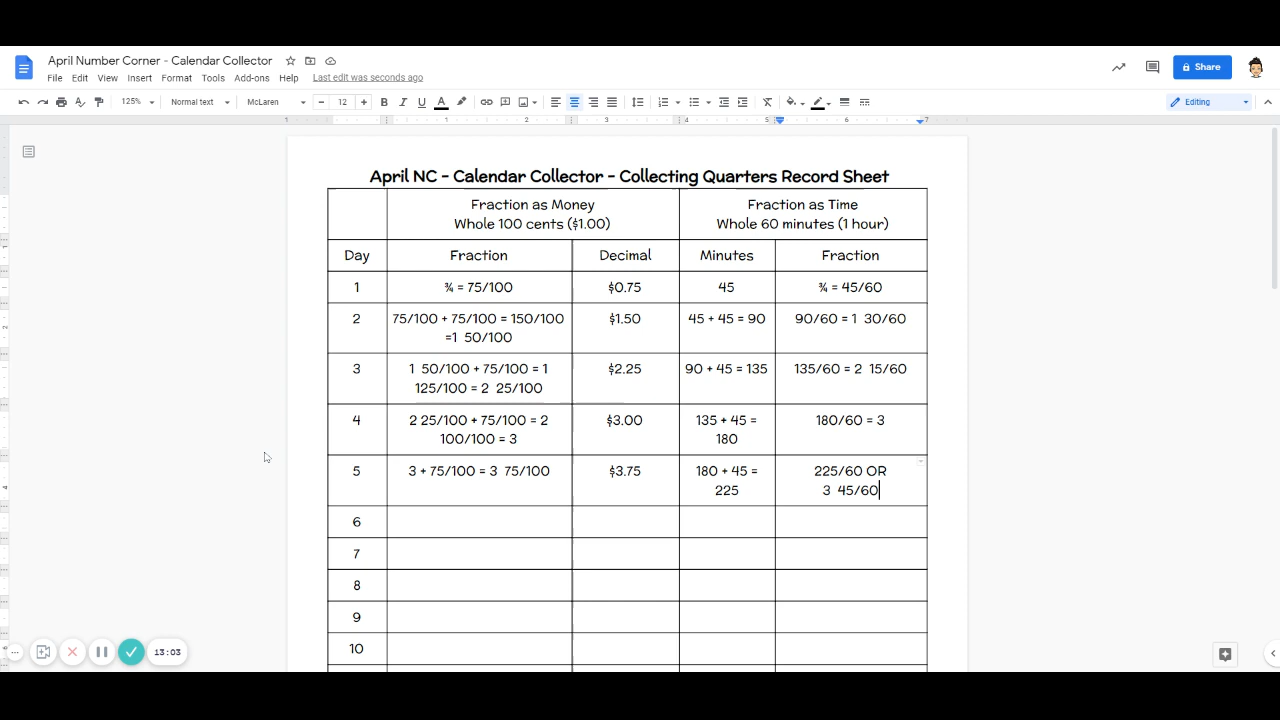 April Number Corner - Calendar Collector
File Edit View Insert Format Tools Add-ons Help Last edit was seconds ago
Share
125% Normal text McLaren 12 Editing
1 1 2 3 4 5 6 7
April NC - Calendar Collector - Collecting Quarters Record Sheet
Fraction as Money
Whole 100 cents ($1.00)
Fraction as Time
Whole 60 minutes (1 hour)
Day Fraction Decimal Minutes Fraction
1 ¾ = 75/100 $0.75 45 ¾ = 45/60
2 75/100 + 75/100 = 150/100 $1.50 45 + 45 = 90 90/60 = 1 30/60
=1 50/100
3 1 50/100 + 75/100 = 1 $2.25 90 + 45 = 135 135/60 = 2 15/60
125/100 = 2 25/100
4 2 25/100 + 75/100 = 2 $3.00 135 + 45 = 180/60 = 3
100/100 = 3 180
5 3 + 75/100 = 3 75/100 $3.75 180 + 45 = 225/60 OR
225 3 45/60
6
7
8
9
10
13:03